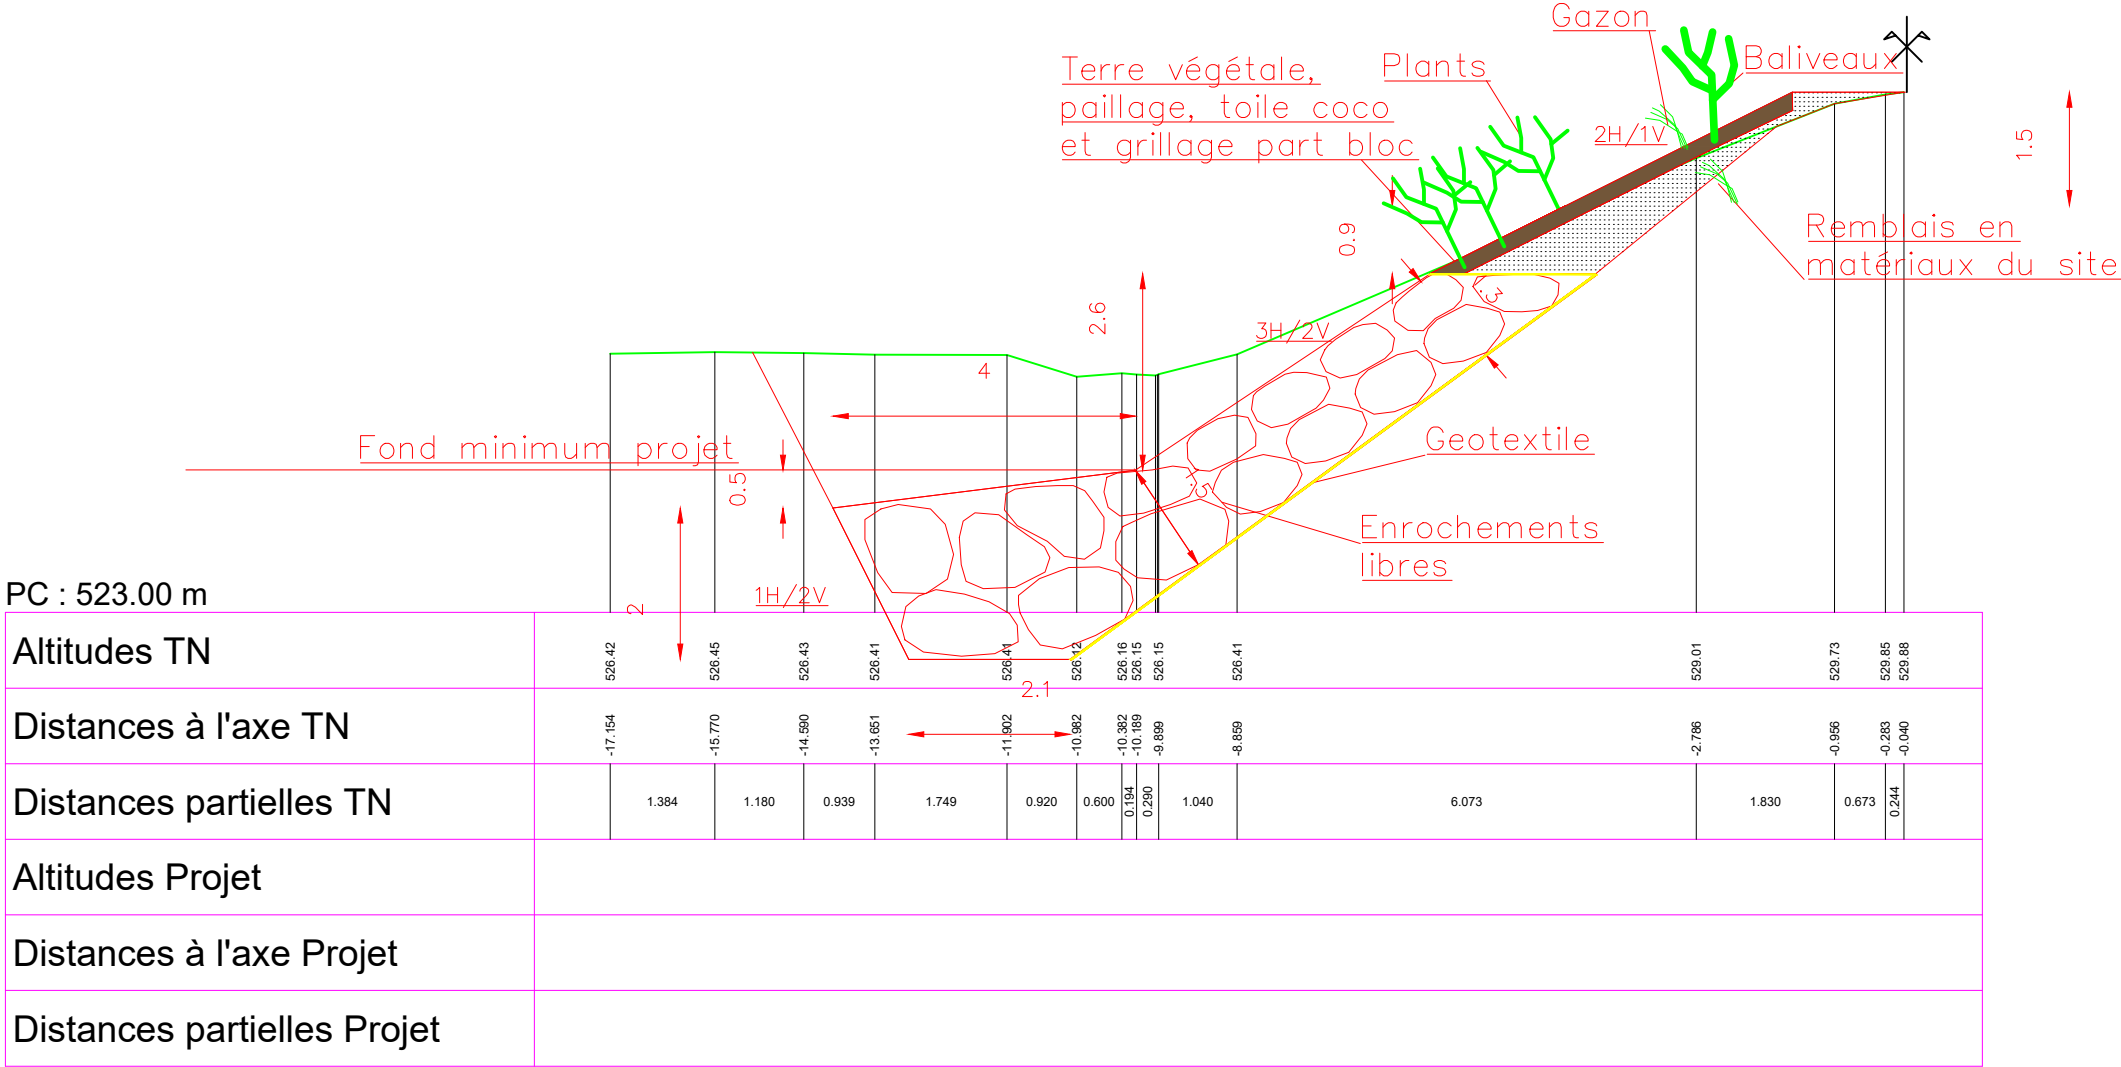 Gazon
Baliveaux
Terre végétale,
paillage, toile coco
et grillage part bloc
Plants
2H/1V
1.5
0.9
Remblais en
matériaux du site
2.6
1.3
3H/2V
4
Fond minimum projet
0.5
Geotextile
1.5
Enrochements
libres
PC : 523.00 m
2
1H/2V
Altitudes TN
526.42 526.45 526.43 526.41 526.41 526.12 526.16 526.15 526.15 526.41 529.01 529.73 529.85 529.88
2.1
Distances à l'axe TN
-17.154 -15.770 -14.590 -13.651 -11.902 -10.982 -10.382 -10.189 -9.899 -8.859 -2.786 -0.956 -0.283 -0.040
Distances partielles TN
1.384 1.180 0.939 1.749 0.920 0.600 0.194 0.290 1.040 6.073 1.830 0.673 0.244
Altitudes Projet
Distances à l'axe Projet
Distances partielles Projet